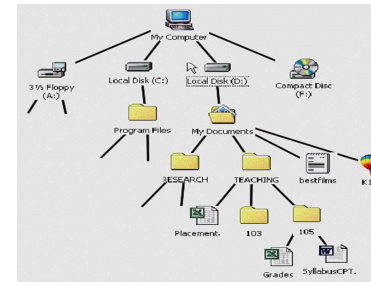 My Computer
3½ Floppy
(A:)
Local Disk (C:)
Local Disk (D:)
Compact Disc
(F:)
Program Files
My Documents
RESEARCH
TEACHING
bestfilms
K1
Placement.
103
105
Grades
SyllabusCPT.